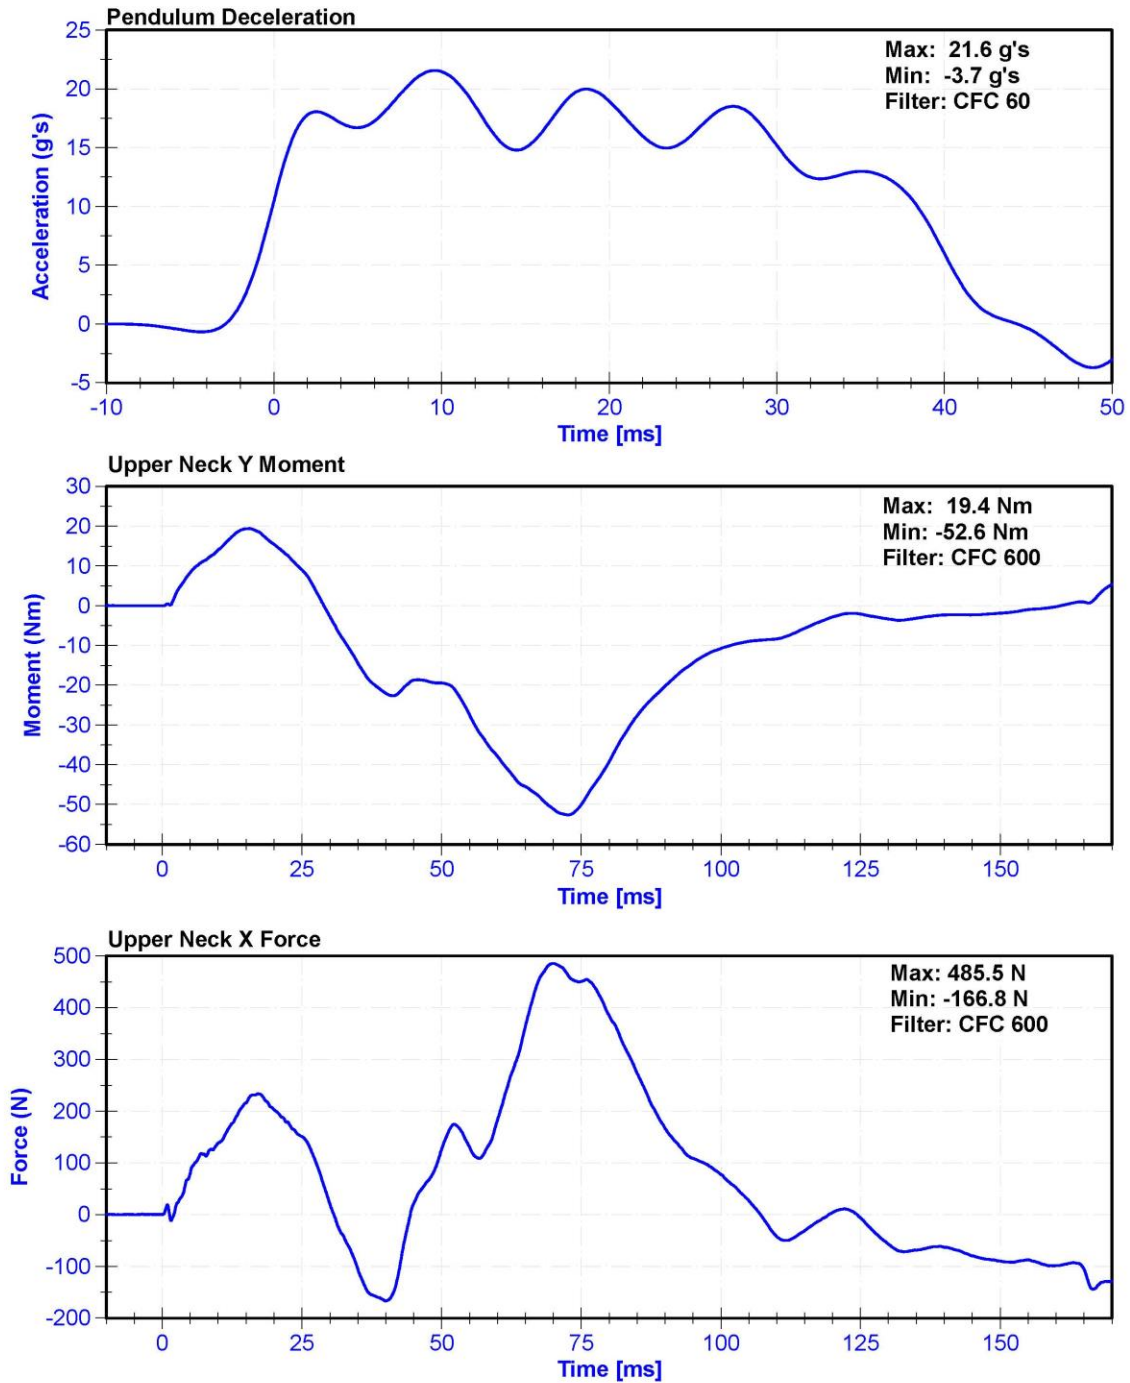 Pendulum Deceleration
Max: 21.6 g's
Min: -3.7 g's
Filter: CFC 60
Acceleration (g's)
25
20
15
10
5
0
-5
-10 0 10 20 30 40 50
Time [ms]
Upper Neck Y Moment
Max: 19.4 Nm
Min: -52.6 Nm
Filter: CFC 600
Moment (Nm)
30
20
10
0
-10
-20
-30
-40
-50
-60
0 25 50 75 100 125 150
Time [ms]
Upper Neck X Force
Max: 485.5 N
Min: -166.8 N
Filter: CFC 600
Force (N)
500
400
300
200
100
0
-100
-200
0 25 50 75 100 125 150
Time [ms]